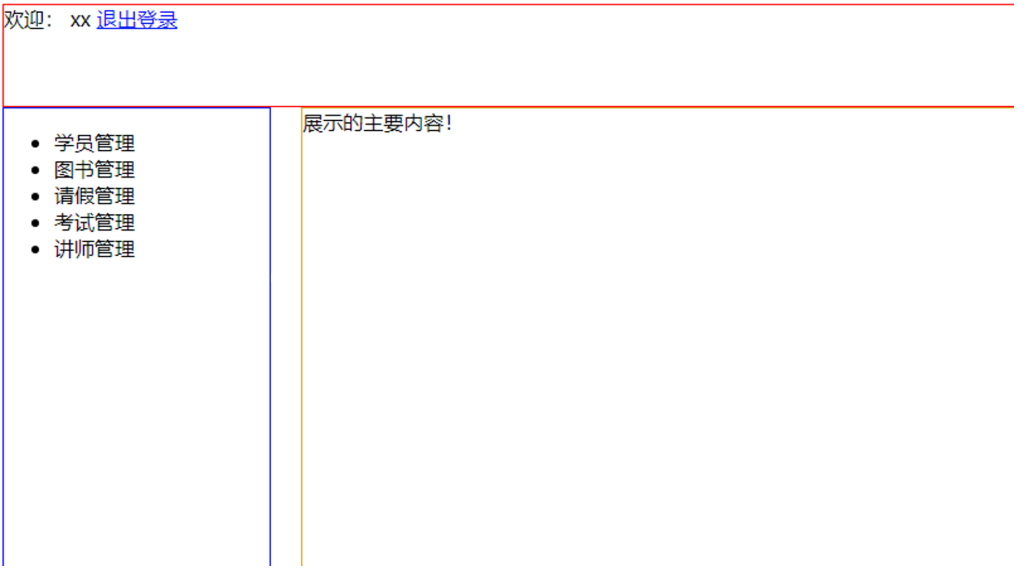 欢迎： xx 退出登录
学员管理
图书管理
请假管理
考试管理
讲师管理
展示的主要内容！